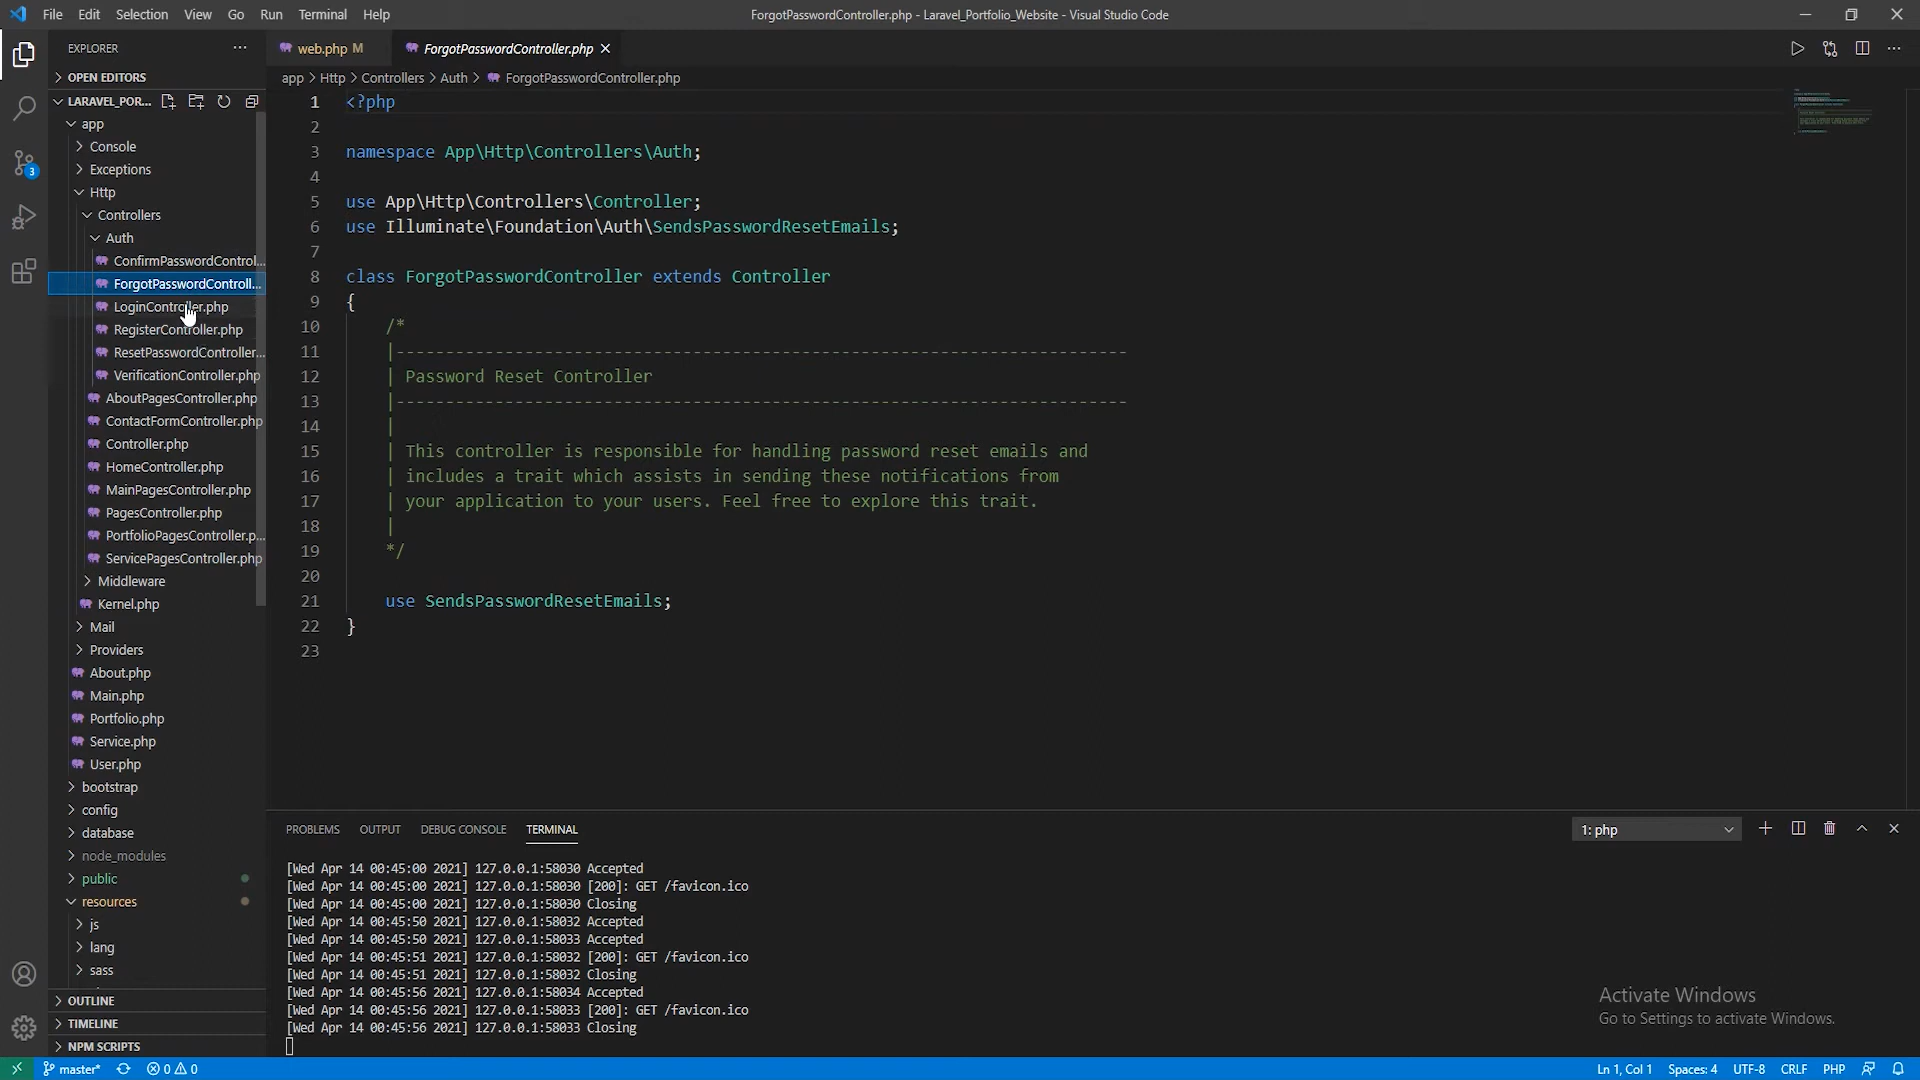 File Edit Selection View Go Run Terminal Help
ForgotPasswordController.php - Laravel_Portfolio_Website - Visual Studio Code
EXPLORER
OPEN EDITORS
LARAVEL_POR...
app
Console
Exceptions
Http
Controllers
Auth
ConfirmPasswordControl...
ForgotPasswordControll...
LoginController.php
RegisterController.php
ResetPasswordController...
VerificationController.php
AboutPagesController.php
ContactFormController.php
Controller.php
HomeController.php
MainPagesController.php
PagesController.php
PortfolioPagesController.p...
ServicePagesController.php
Middleware
Kernel.php
Mail
Providers
About.php
Main.php
Portfolio.php
Service.php
User.php
bootstrap
config
database
node_modules
public
resources
js
lang
sass
OUTLINE
TIMELINE
NPM SCRIPTS
3
web.php M
ForgotPasswordController.php
app > Http > Controllers > Auth > ForgotPasswordController.php
1 <?php
2
3 namespace App\Http\Controllers\Auth;
4
5 use App\Http\Controllers\Controller;
6 use Illuminate\Foundation\Auth\SendsPasswordResetEmails;
7
8 class ForgotPasswordController extends Controller
9 {
10 /*
11 |--------------------------------------------------------------------------
12 | Password Reset Controller
13 |--------------------------------------------------------------------------
14 |
15 | This controller is responsible for handling password reset emails and
16 | includes a trait which assists in sending these notifications from
17 | your application to your users. Feel free to explore this trait.
18 |
19 */
20
21 use SendsPasswordResetEmails;
22 }
23
PROBLEMS OUTPUT DEBUG CONSOLE TERMINAL
1: php
[Wed Apr 14 00:45:00 2021] 127.0.0.1:58030 Accepted
[Wed Apr 14 00:45:00 2021] 127.0.0.1:58030 [200]: GET /favicon.ico
[Wed Apr 14 00:45:00 2021] 127.0.0.1:58030 Closing
[Wed Apr 14 00:45:50 2021] 127.0.0.1:58032 Accepted
[Wed Apr 14 00:45:50 2021] 127.0.0.1:58033 Accepted
[Wed Apr 14 00:45:51 2021] 127.0.0.1:58032 [200]: GET /favicon.ico
[Wed Apr 14 00:45:51 2021] 127.0.0.1:58032 Closing
[Wed Apr 14 00:45:56 2021] 127.0.0.1:58034 Accepted
[Wed Apr 14 00:45:56 2021] 127.0.0.1:58033 [200]: GET /favicon.ico
[Wed Apr 14 00:45:56 2021] 127.0.0.1:58033 Closing
Activate Windows
Go to Settings to activate Windows.
master* 0 0
Ln 1, Col 1 Spaces: 4 UTF-8 CRLF PHP